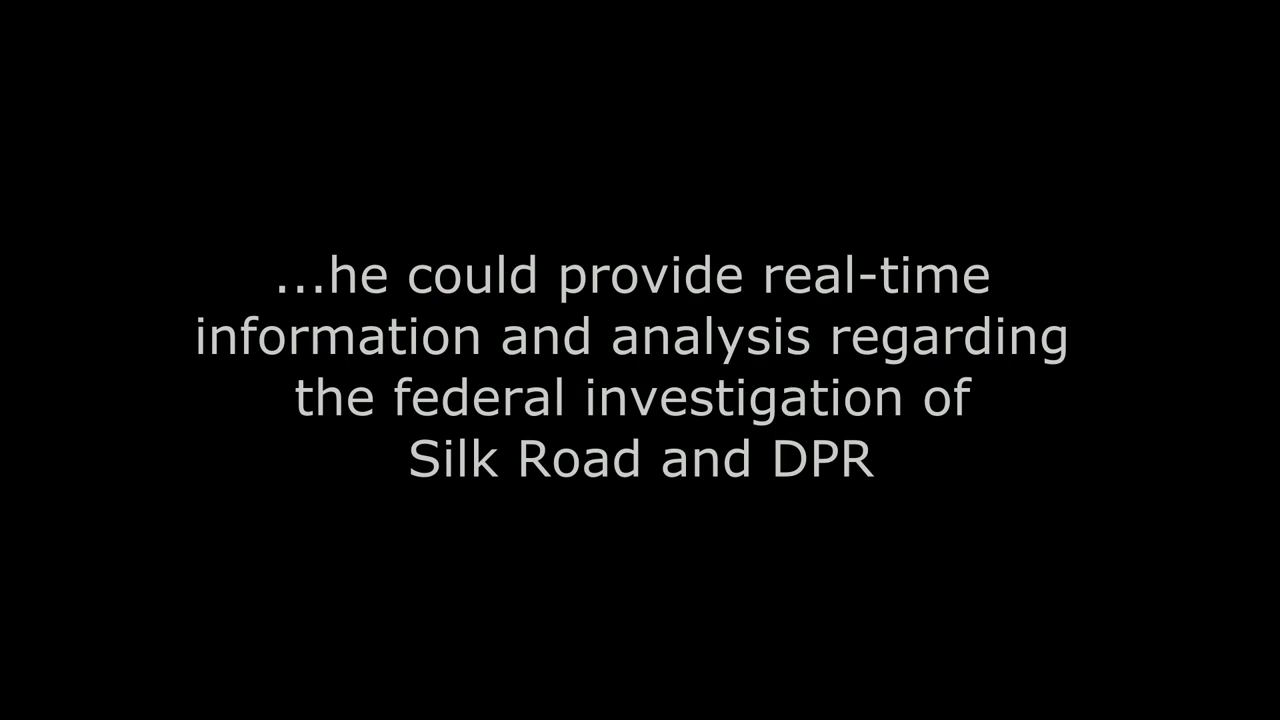 ...he could provide real-time
information and analysis regarding
the federal investigation of
Silk Road and DPR